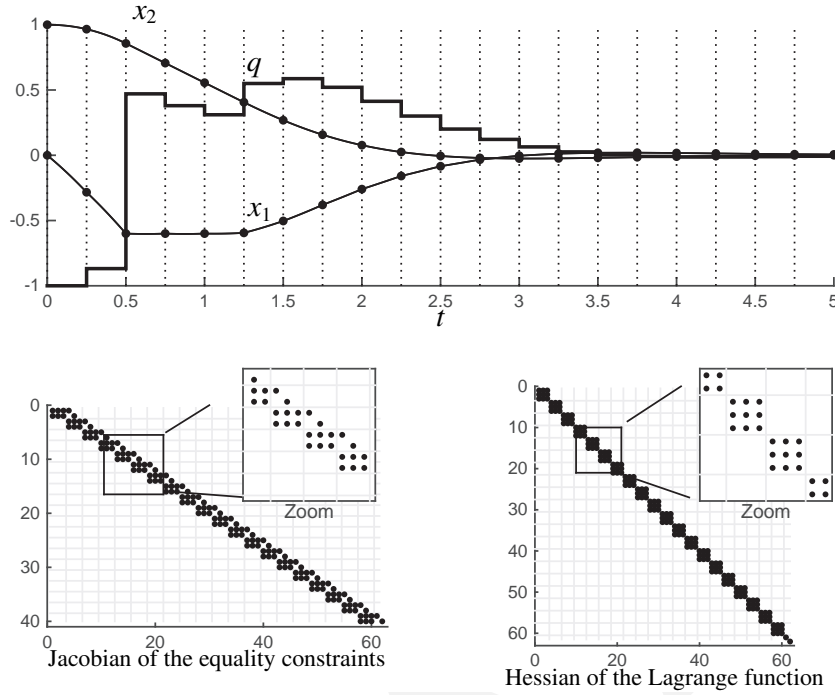 x2
1
q
0.5
0
x1
-0.5
-1
0 0.5 1 1.5 2 2.5 3 3.5 4 4.5 5
t
0
10
20
30
40
0 20 40 60
Zoom
Jacobian of the equality constraints
0
10
20
30
40
50
60
0 20 40 60
Zoom
Hessian of the Lagrange function